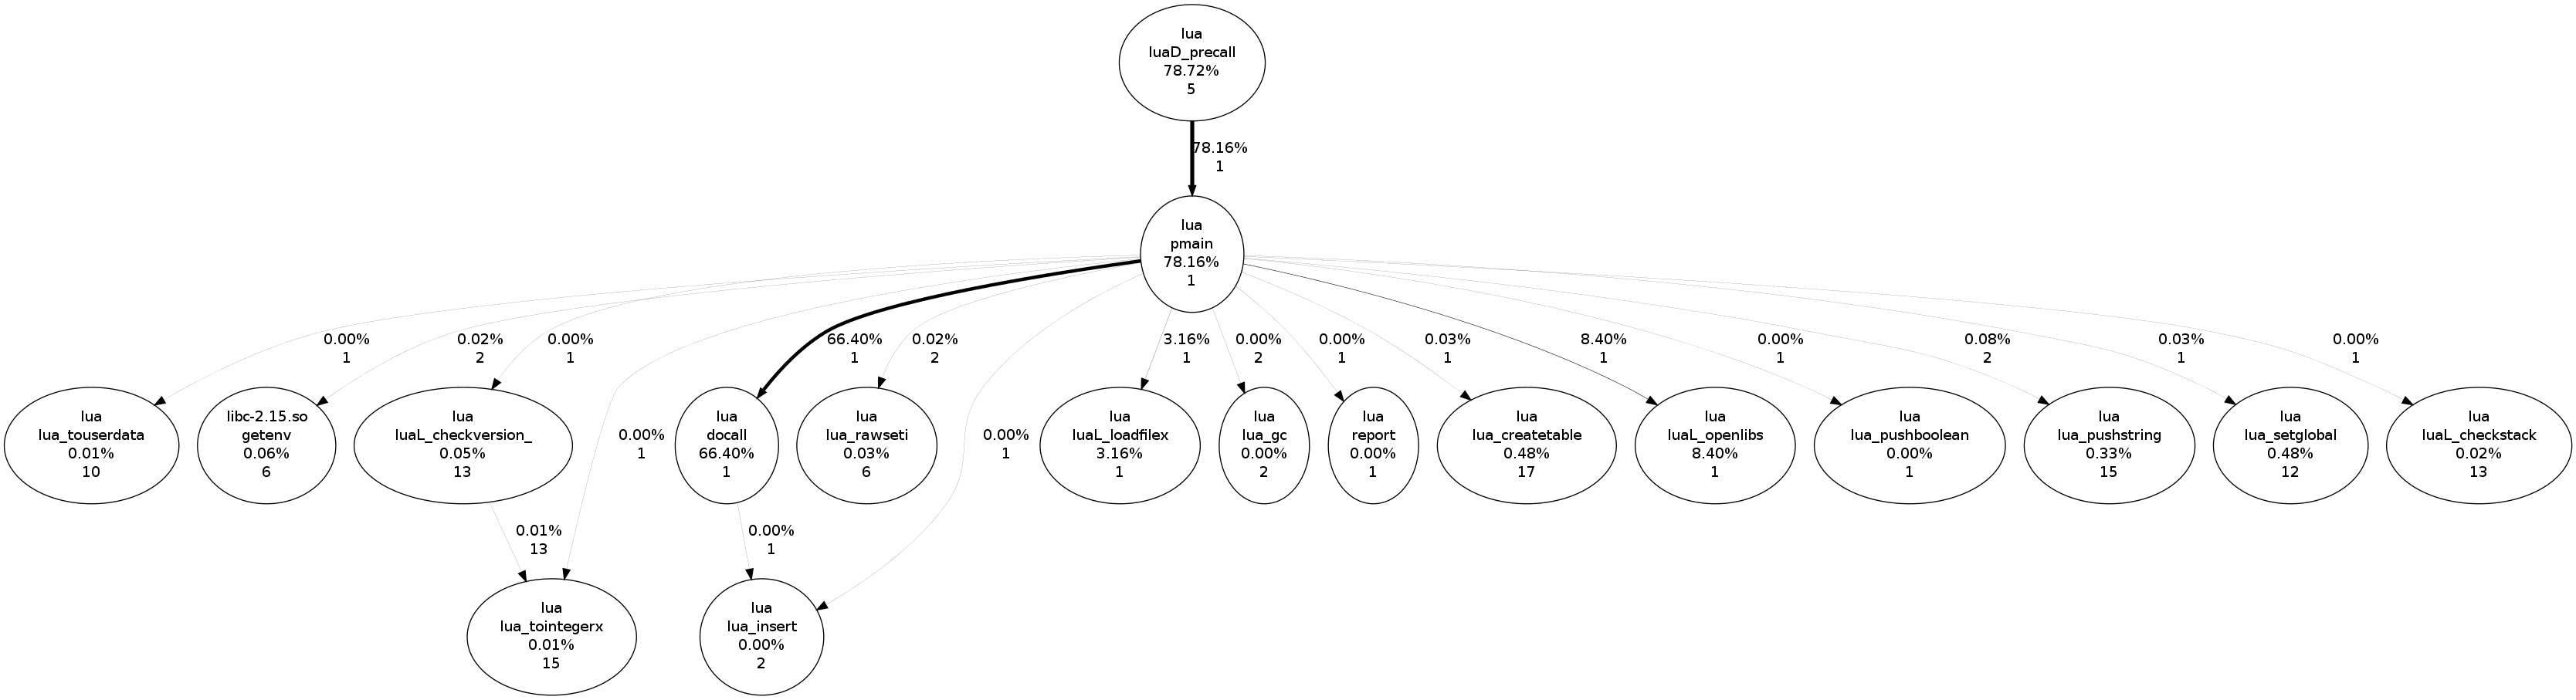 lua
luaD_precall
78.72%
5
78.16%
1
lua
pmain
78.16%
1
0.00%
1
0.02%
2
0.00%
1
66.40%
1
0.02%
2
3.16%
1
0.00%
2
0.00%
1
0.03%
1
8.40%
1
0.00%
1
0.08%
2
0.03%
1
0.00%
1
lua
lua_touserdata
0.01%
10
libc-2.15.so
getenv
0.06%
6
lua
luaL_checkversion_
0.05%
13
0.00%
1
lua
docall
66.40%
1
lua
lua_rawseti
0.03%
6
0.00%
1
lua
luaL_loadfilex
3.16%
1
lua
lua_gc
0.00%
2
lua
report
0.00%
1
lua
lua_createtable
0.48%
17
lua
luaL_openlibs
8.40%
1
lua
lua_pushboolean
0.00%
1
lua
lua_pushstring
0.33%
15
lua
lua_setglobal
0.48%
12
lua
luaL_checkstack
0.02%
13
0.01%
13
0.00%
1
lua
lua_tointegerx
0.01%
15
lua
lua_insert
0.00%
2